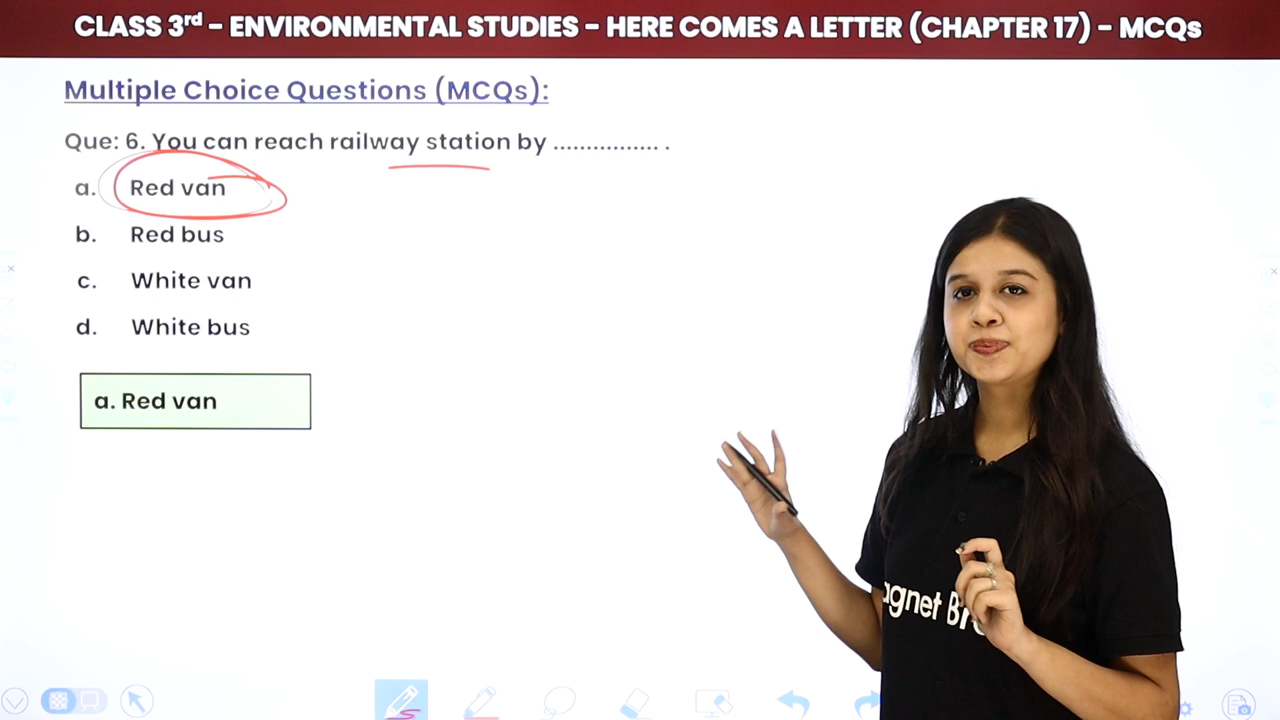 CLASS 3rd – ENVIRONMENTAL STUDIES – HERE COMES A LETTER (CHAPTER 17) – MCQs
Multiple Choice Questions (MCQs):
Que: 6. You can reach railway station by ................ .
a. Red van
b. Red bus
c. White van
d. White bus
a. Red van
agnet Br